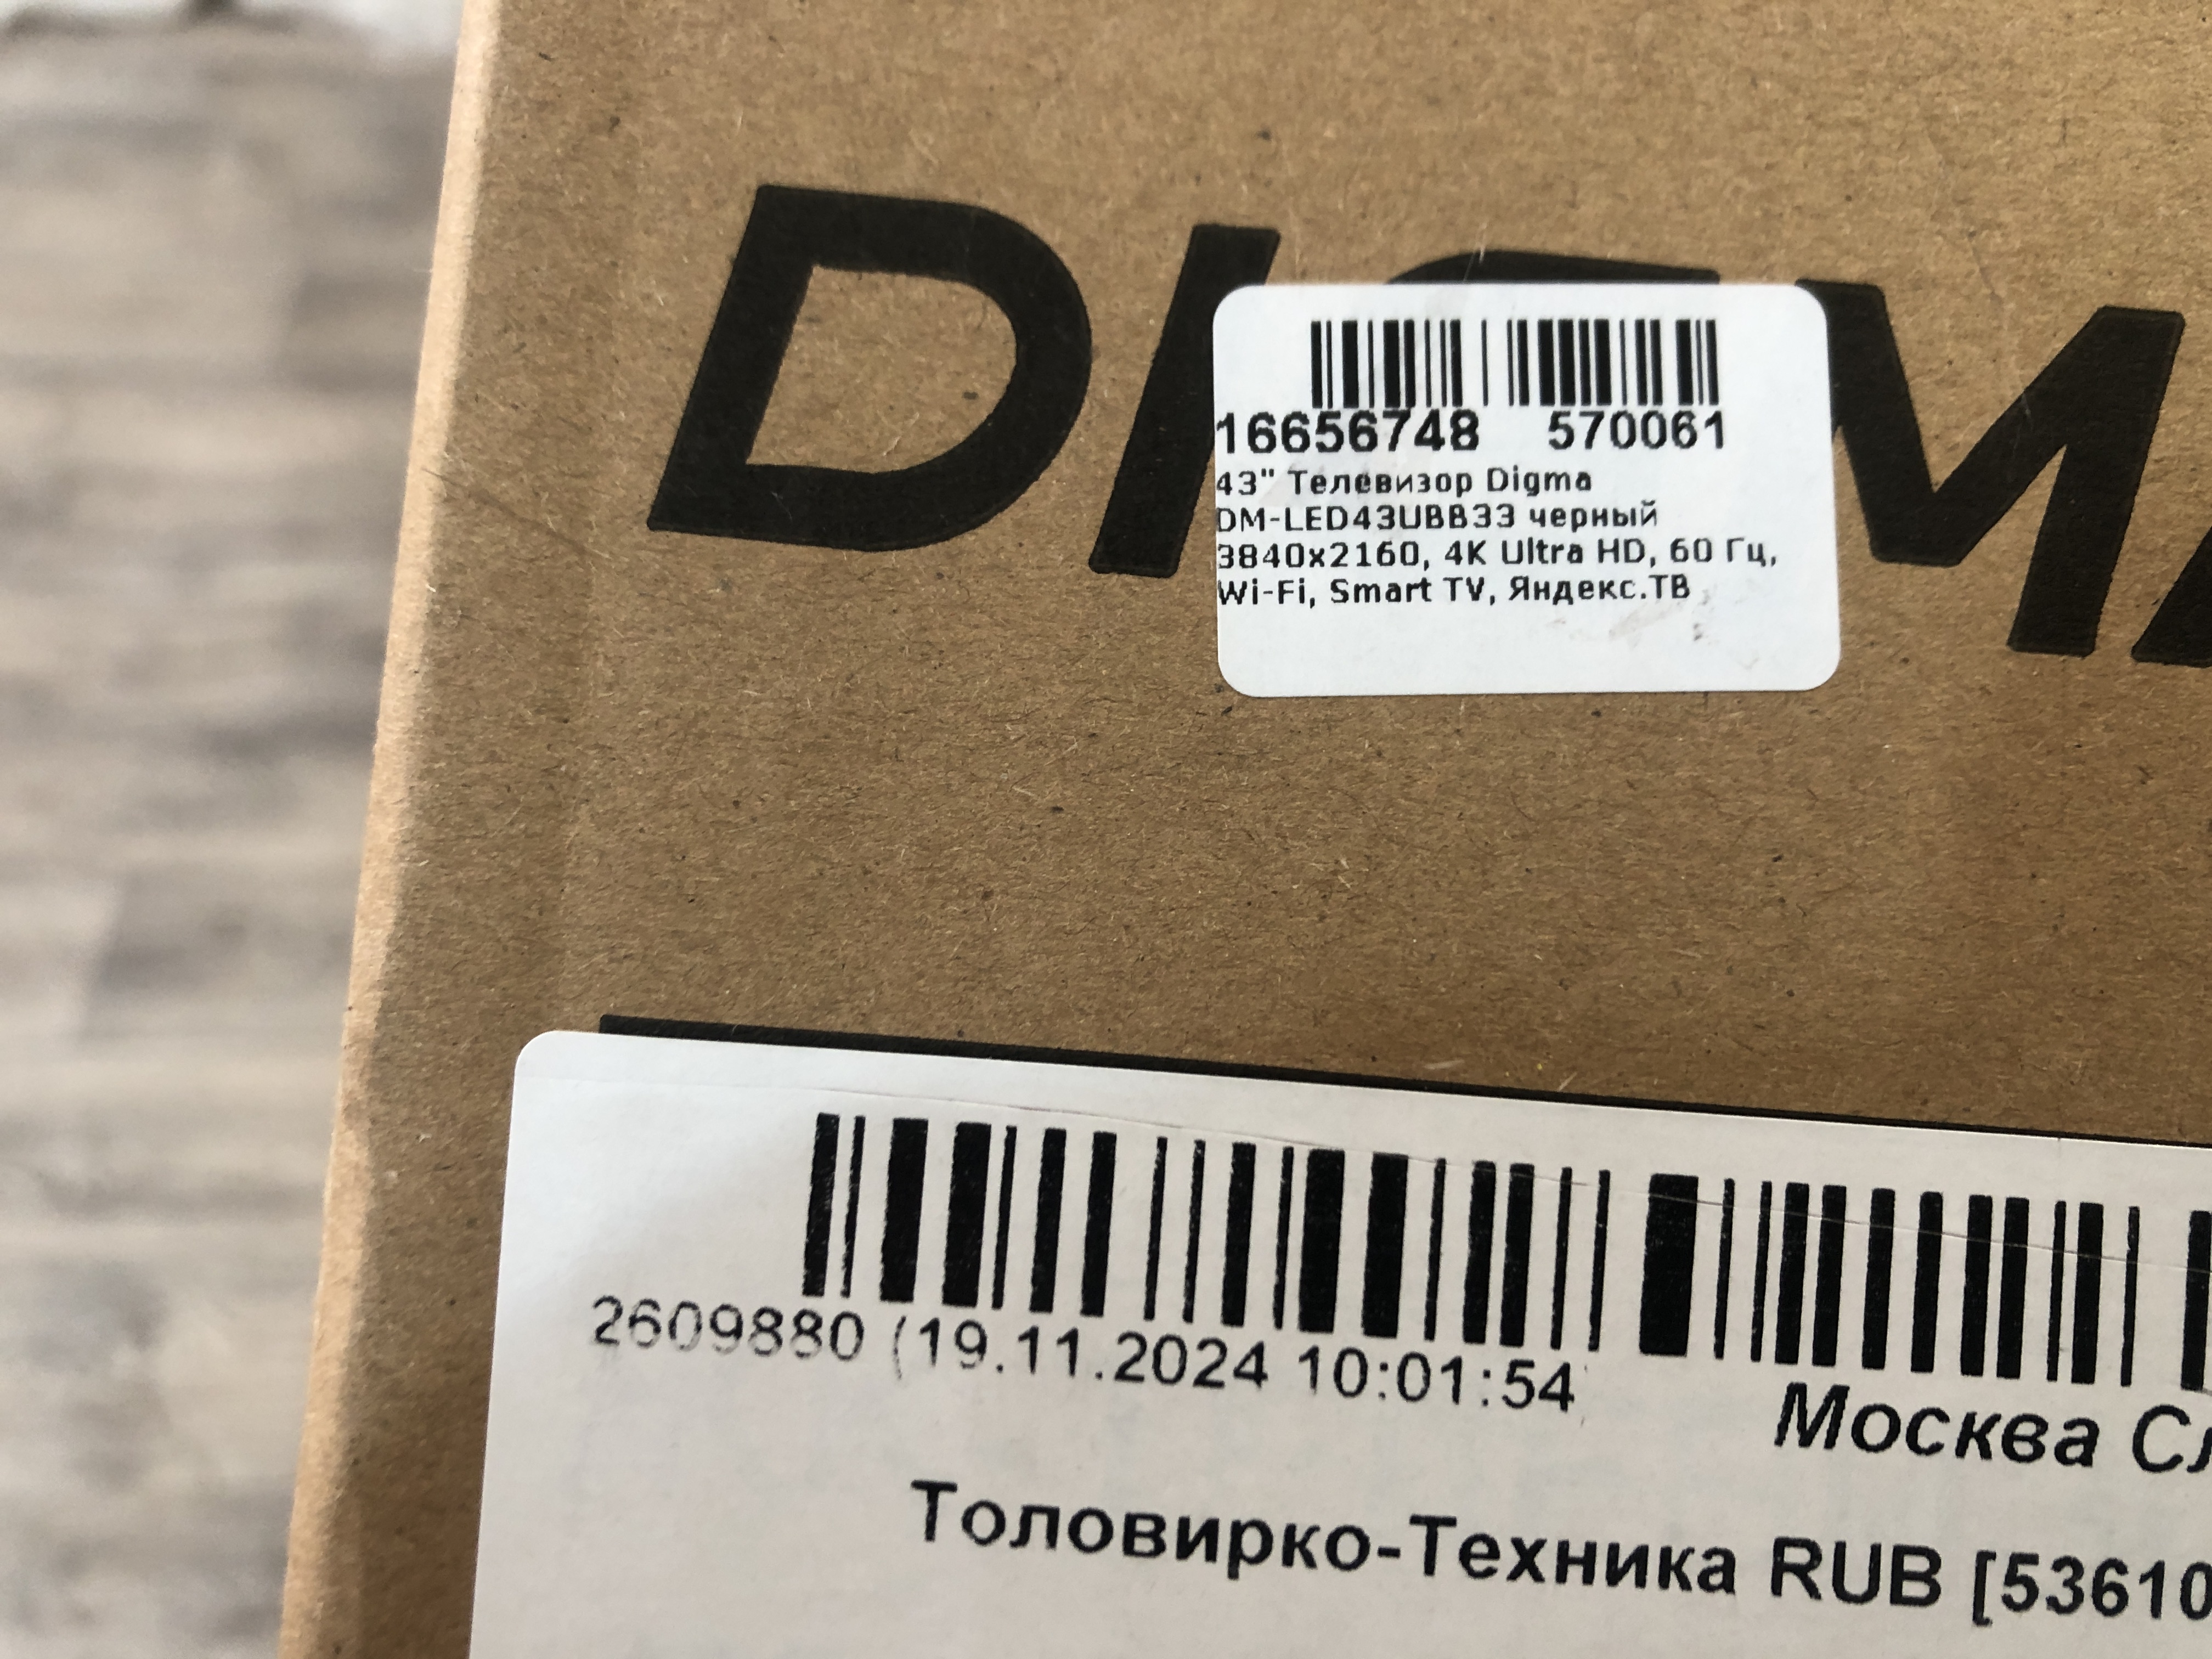 16656748 570061
43" Телевизор Digma
DM-LED43UBB33 черный
3840x2160, 4K Ultra HD, 60 Гц,
Wi-Fi, Smart TV, Яндекс.ТВ
2609880 (19.11.2024 10:01:54
Москва
Толовирко-Техника RUB [53610